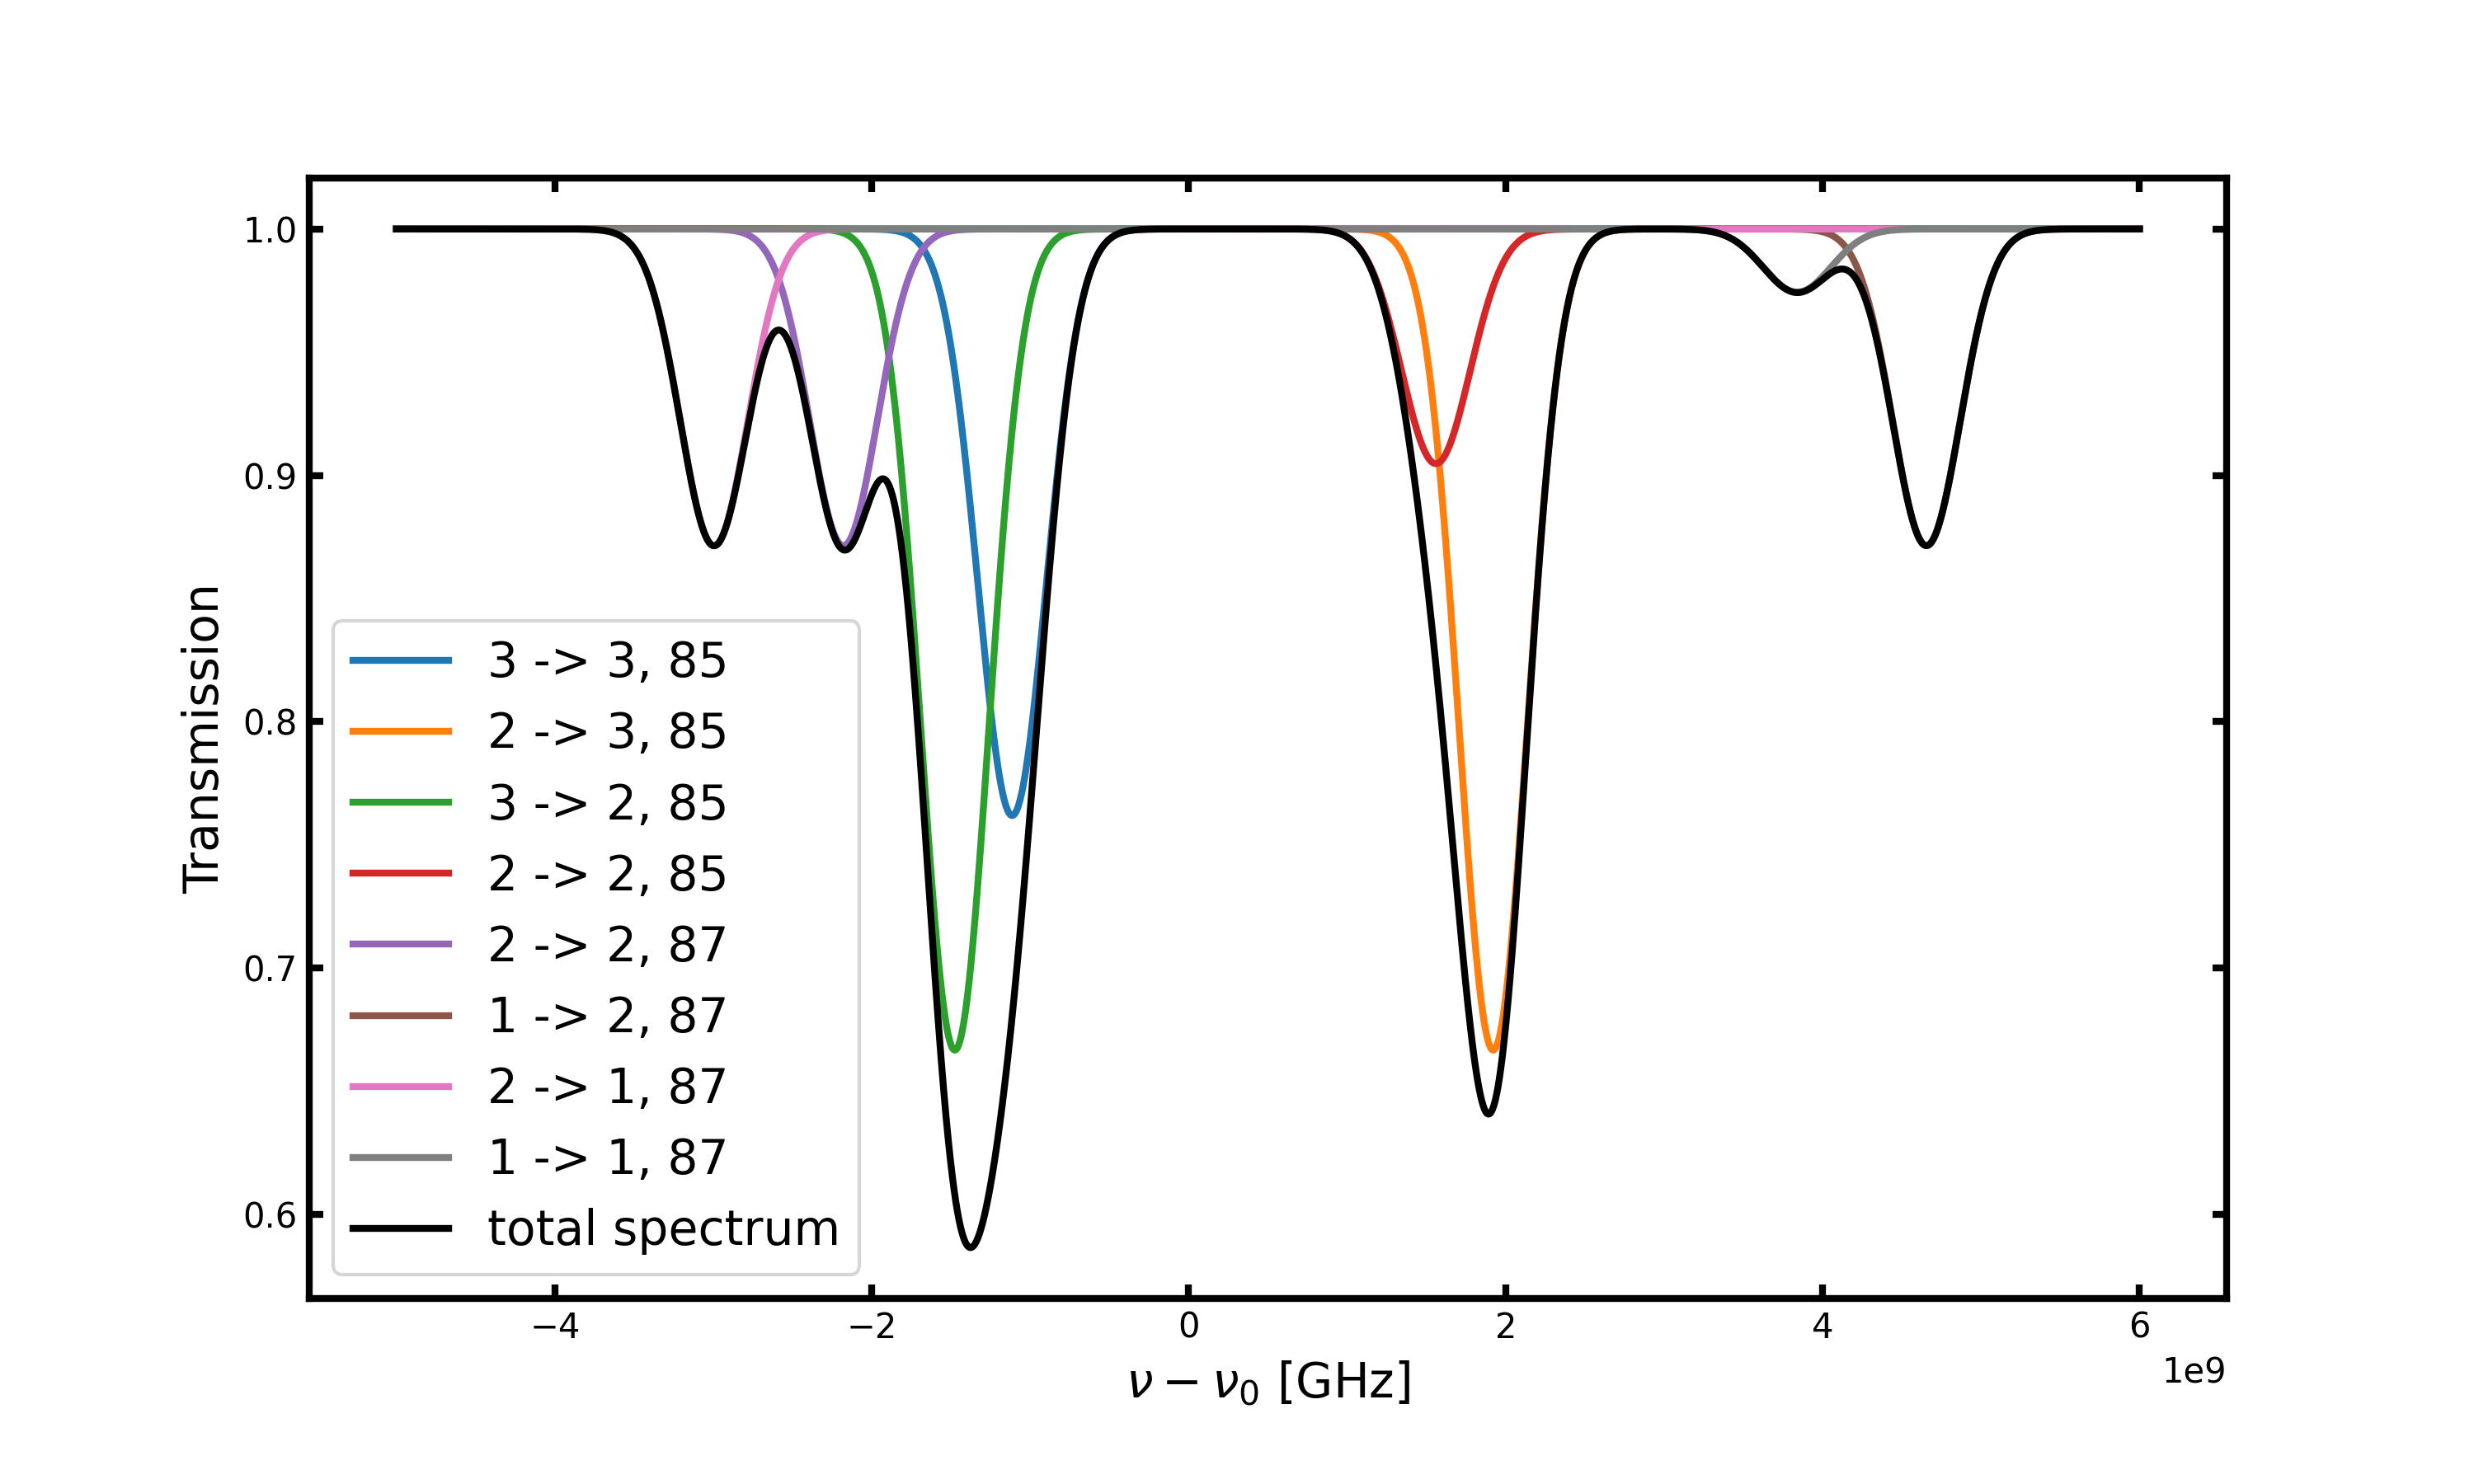 1.0
0.9
0.8
0.7
0.6
Transmission
3 -> 3, 85
2 -> 3, 85
3 -> 2, 85
2 -> 2, 85
2 -> 2, 87
1 -> 2, 87
2 -> 1, 87
1 -> 1, 87
total spectrum
−4 −2 0 2 4 6
1e9
ν − ν₀ [GHz]